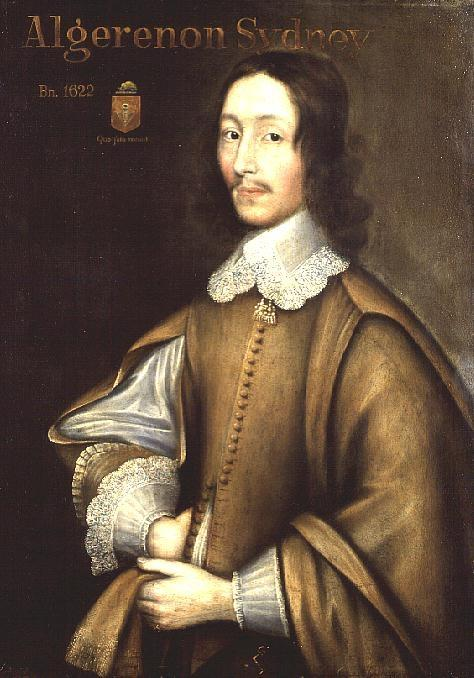 Algerenon Sydney
Bn. 1622
Quo fata vocant